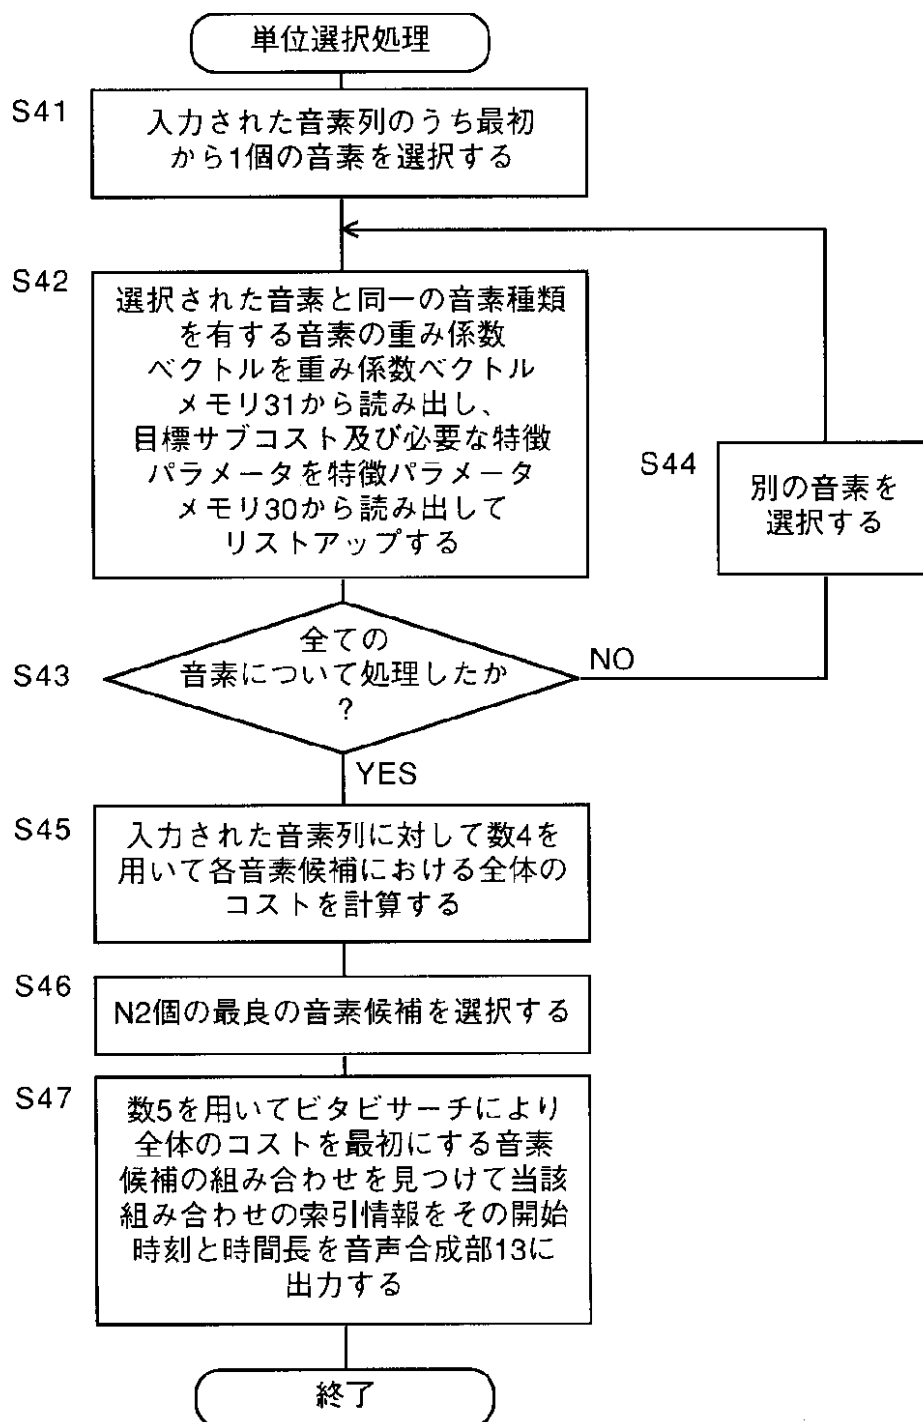 単位選択処理
S41
入力された音素列のうち最初
から1個の音素を選択する
S42
選択された音素と同一の音素種類
を有する音素の重み係数
ベクトルを重み係数ベクトル
メモリ31から読み出し、
目標サブコスト及び必要な特徴
パラメータを特徴パラメータ
メモリ30から読み出して
リストアップする
S44
別の音素を
選択する
S43
全ての
音素について処理したか
?
NO
YES
S45
入力された音素列に対して数4を
用いて各音素候補における全体の
コストを計算する
S46
N2個の最良の音素候補を選択する
S47
数5を用いてビタビサーチにより
全体のコストを最初にする音素
候補の組み合わせを見つけて当該
組み合わせの索引情報をその開始
時刻と時間長を音声合成部13に
出力する
終了